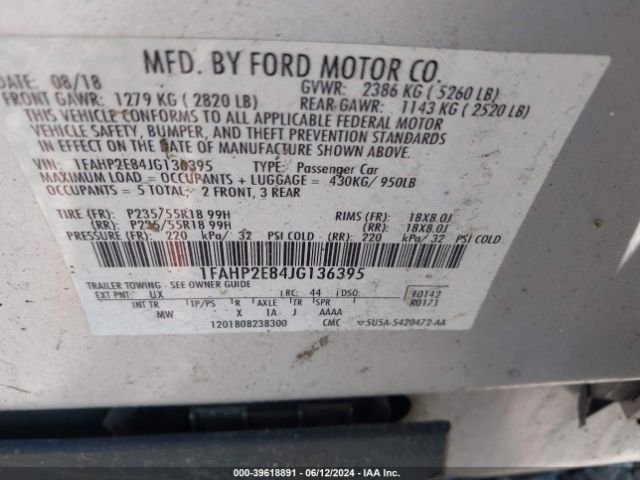 MFD. BY FORD MOTOR CO.
DATE: 08/18 GVWR: 2386 KG ( 5260 LB)
FRONT GAWR: 1279 KG ( 2820 LB) REAR GAWR: 1143 KG ( 2520 LB)
THIS VEHICLE CONFORMS TO ALL APPLICABLE FEDERAL MOTOR
VEHICLE SAFETY, BUMPER, AND THEFT PREVENTION STANDARDS
IN EFFECT ON THE DATE OF MANUFACTURE SHOWN ABOVE.
VIN: 1FAHP2E84JG136395 TYPE: Passenger Car
MAXIMUM LOAD = OCCUPANTS + LUGGAGE = 430KG/ 950LB
OCCUPANTS = 5 TOTAL: 2 FRONT, 3 REAR
TIRE (FR): P235/55R18 99H RIMS (FR): 18X8.0J
(RR): P235/55R18 99H (RR): 18X8.0J
PRESSURE (FR): 220 kPa/ 32 PSI COLD - (RR): 220 kPa/ 32 PSI COLD
1FAHP2E84JG136395
TRAILER TOWING - SEE OWNER GUIDE
EXT PNT: UX RC: 44 DSO: F0142
INT TR TP/PS R AXLE TR SPR R0171
MW X 1A J AAAA
1201808238300 CMC 5U5A-5420472-AA
000-39618891 - 06/12/2024 - IAA Inc.